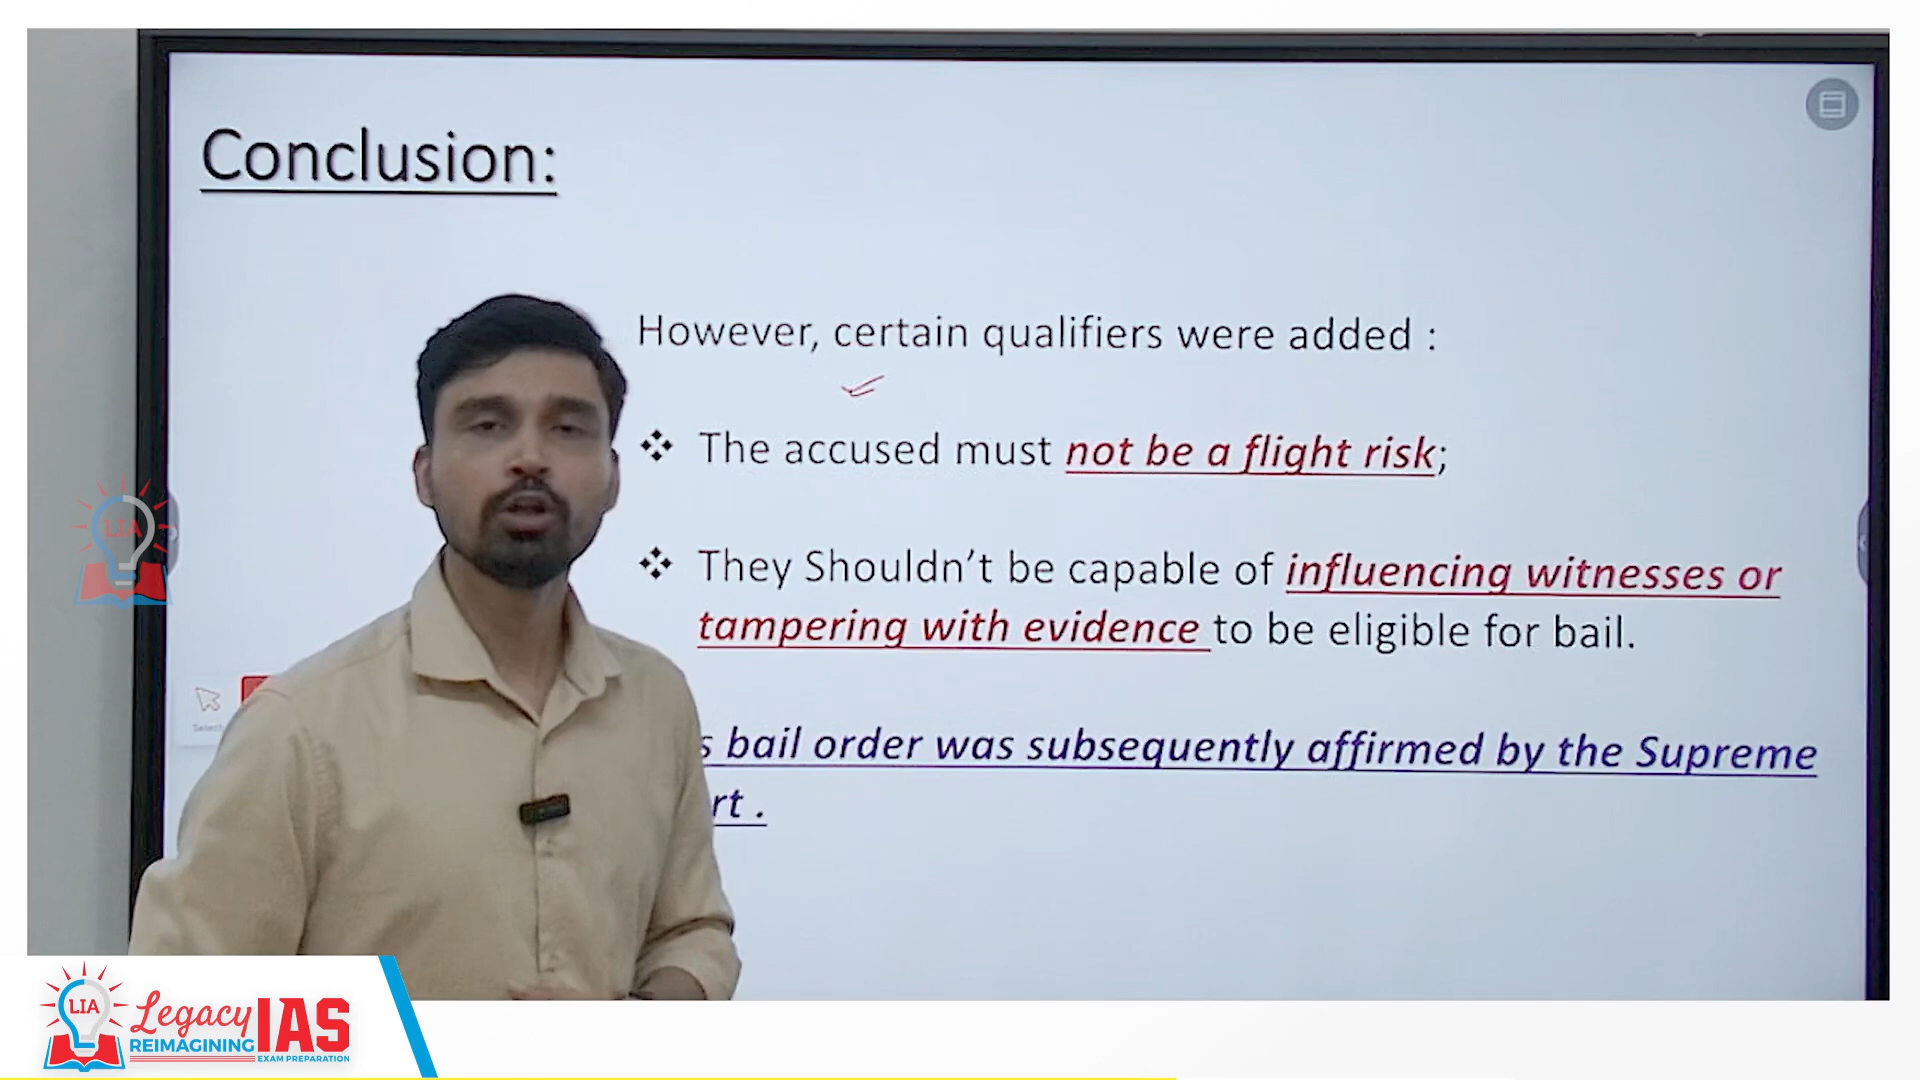 Conclusion:
However, certain qualifiers were added :
❖ The accused must not be a flight risk;
❖ They Shouldn't be capable of influencing witnesses or
tampering with evidence to be eligible for bail.
bail order was subsequently affirmed by the Supreme
LIA
Select
LIA
Legacy IAS
REIMAGINING
EXAM PREPARATION